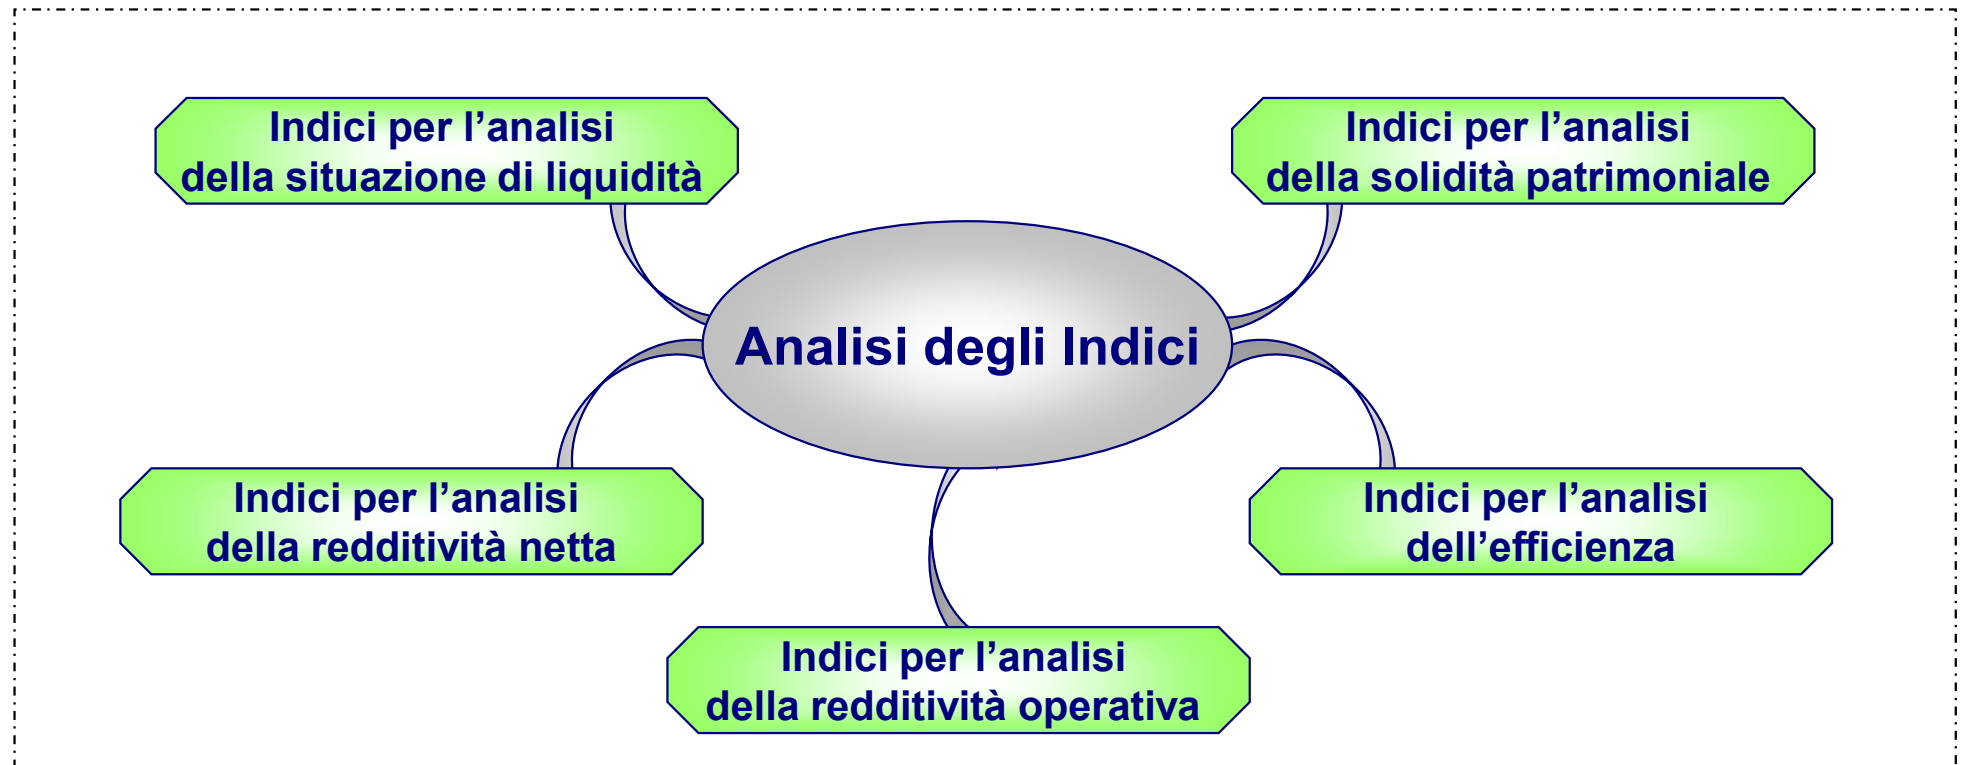 Indici per l’analisi
della situazione di liquidità
Indici per l’analisi
della solidità patrimoniale
Analisi degli Indici
Indici per l’analisi
della redditività netta
Indici per l’analisi
dell’efficienza
Indici per l’analisi
della redditività operativa